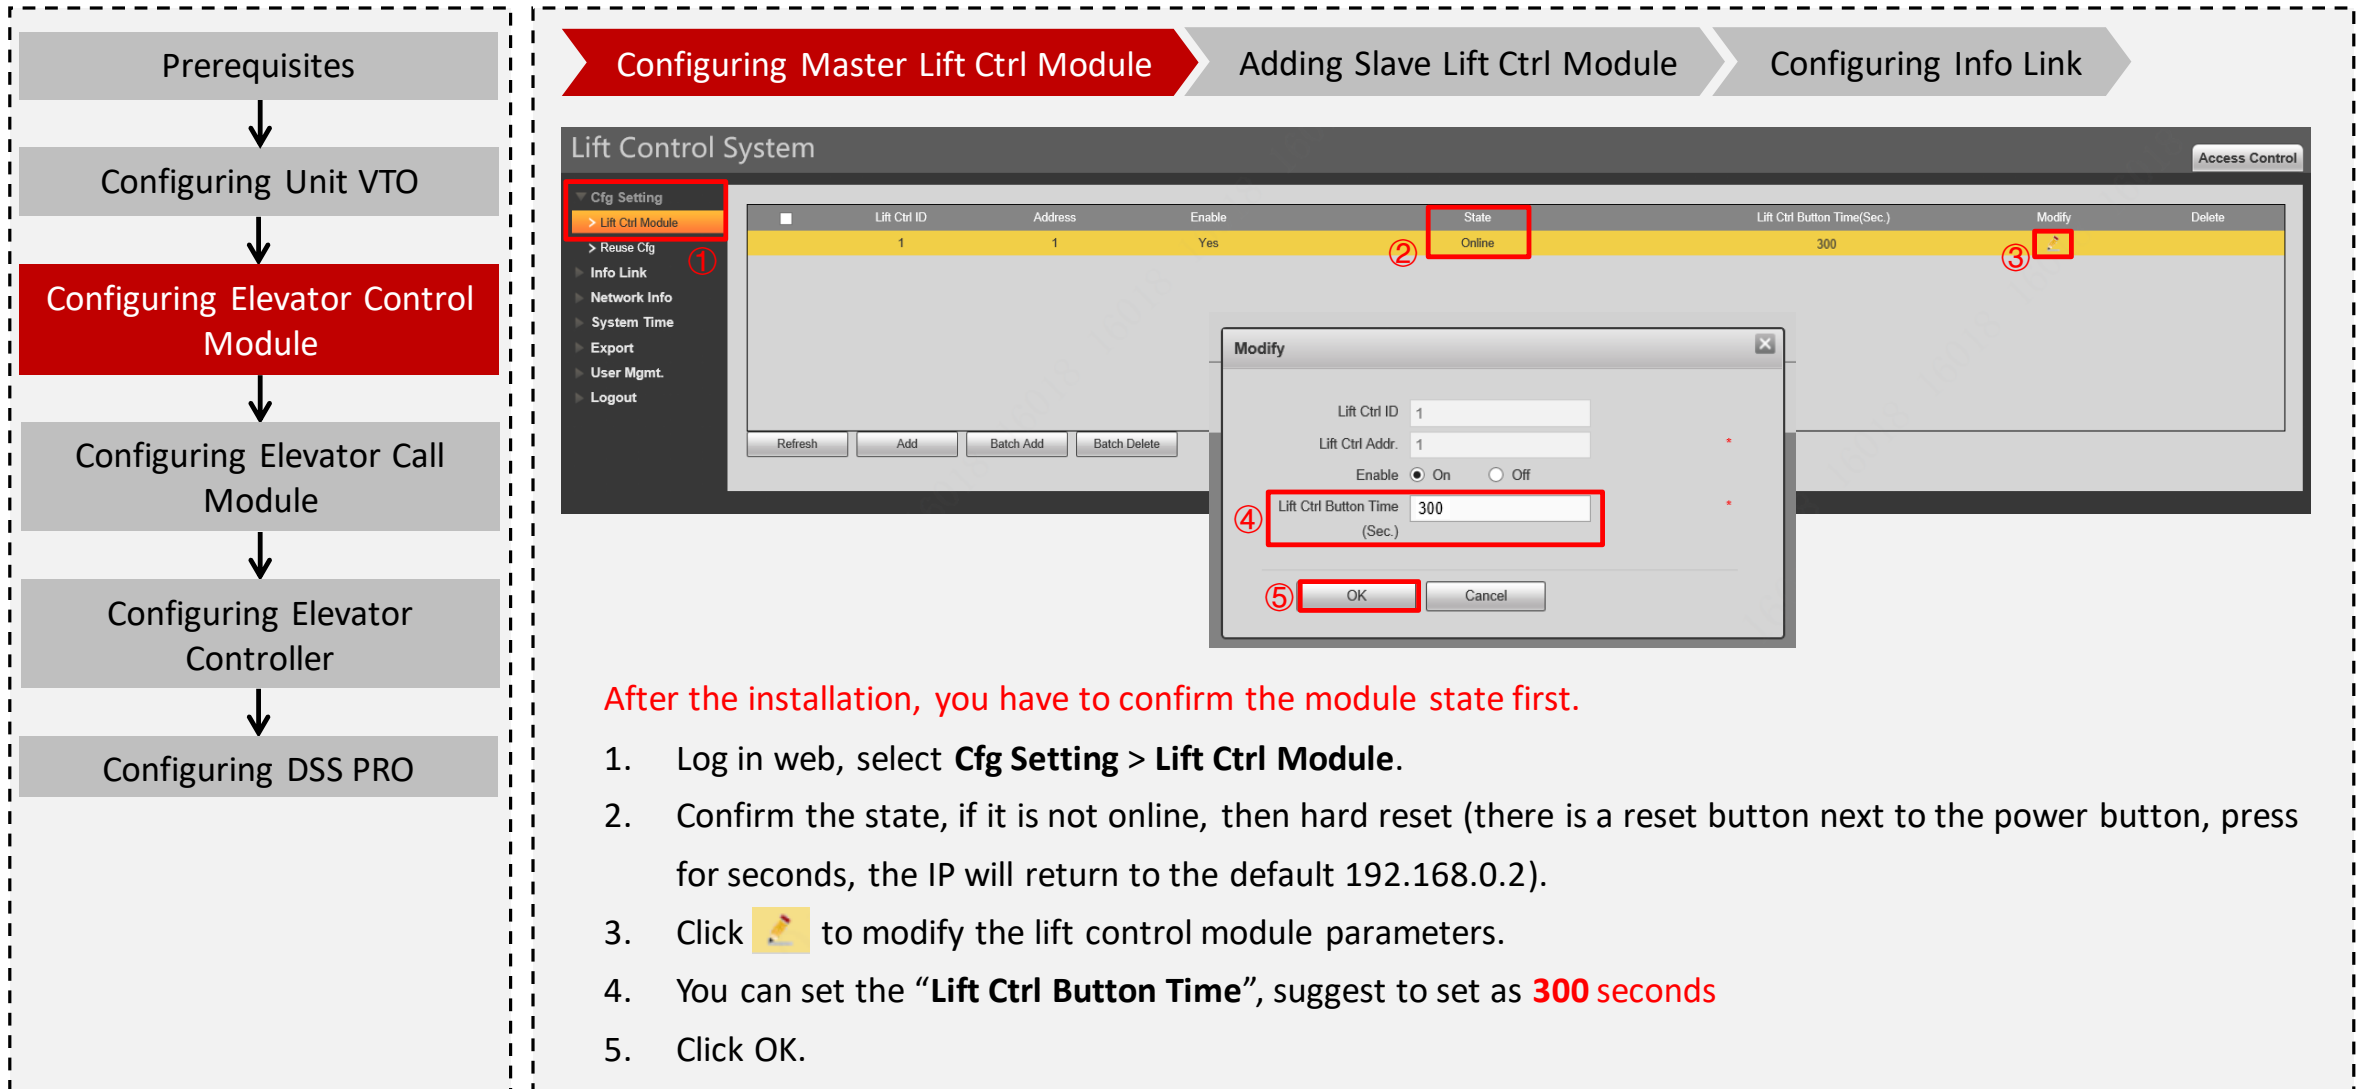 Prerequisites
Configuring Unit VTO
Configuring Elevator Control
Module
Configuring Elevator Call
Module
Configuring Elevator
Controller
Configuring DSS PRO
Configuring Master Lift Ctrl Module
Adding Slave Lift Ctrl Module
Configuring Info Link
Lift Control System
Access Control
Cfg Setting
> Lift Ctrl Module
> Reuse Cfg
Info Link
Network Info
System Time
Export
User Mgmt.
Logout
①
Lift Ctrl ID Address Enable State Lift Ctrl Button Time(Sec.) Modify Delete
1 1 Yes Online 300
② ③
Refresh Add Batch Add Batch Delete
Modify
Lift Ctrl ID 1
Lift Ctrl Addr. 1 *
Enable On Off
④ Lift Ctrl Button Time 300 *
(Sec.)
⑤ OK Cancel
After the installation, you have to confirm the module state first.
1. Log in web, select Cfg Setting > Lift Ctrl Module.
2. Confirm the state, if it is not online, then hard reset (there is a reset button next to the power button, press
for seconds, the IP will return to the default 192.168.0.2).
3. Click to modify the lift control module parameters.
4. You can set the “Lift Ctrl Button Time”, suggest to set as 300 seconds
5. Click OK.